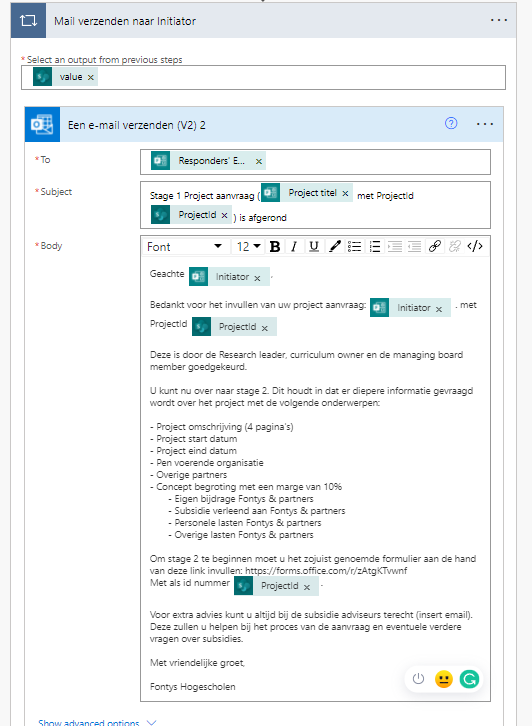 Mail verzenden naar Initiator
* Select an output from previous steps
value ×
Een e-mail verzenden (V2) 2
* To
Responders' E... ×
* Subject
Stage 1 Project aanvraag ( Project titel × met ProjectId
ProjectId × ) is afgerond
* Body
Font 12 B I U </>
Geachte Initiator × .
Bedankt voor het invullen van uw project aanvraag: Initiator × . met
ProjectId ProjectId ×
Deze is door de Research leader, curriculum owner en de managing board
member goedgekeurd.
U kunt nu over naar stage 2. Dit houdt in dat er diepere informatie gevraagd
wordt over het project met de volgende onderwerpen:
- Project omschrijving (4 pagina's)
- Project start datum
- Project eind datum
- Pen voerende organisatie
- Overige partners
- Concept begroting met een marge van 10%
- Eigen bijdrage Fontys & partners
- Subsidie verleend aan Fontys & partners
- Personele lasten Fontys & partners
- Overige lasten Fontys & partners
Om stage 2 te beginnen moet u het zojuist genoemde formulier aan de hand
van deze link invullen: https://forms.office.com/r/zAtgKTvwnf
Met als id nummer ProjectId × .
Voor extra advies kunt u altijd bij de subsidie adviseurs terecht (insert email).
Deze zullen u helpen bij het proces van de aanvraag en eventuele verdere
vragen over subsidies.
Met vriendelijke groet,
Fontys Hogescholen
Show advanced options